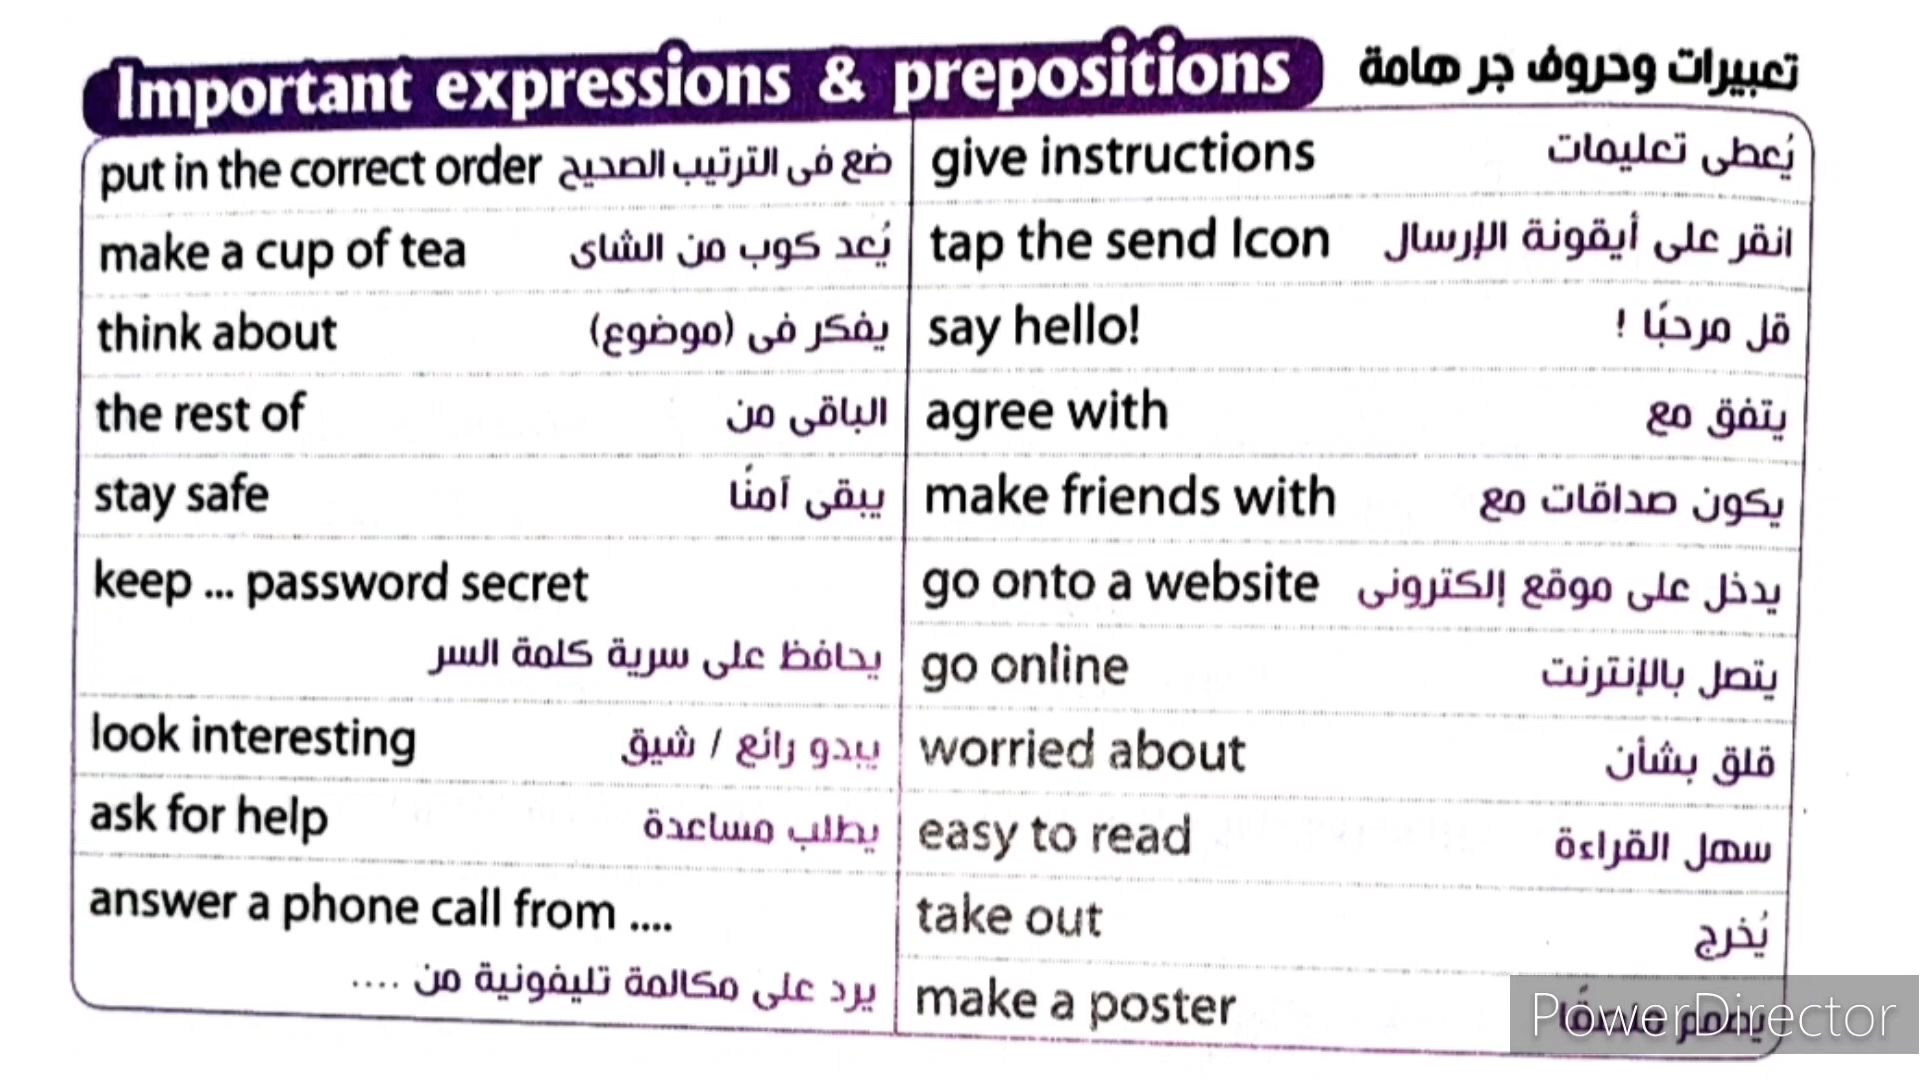 Important expressions & prepositions تعبيرات وحروف جر هامة
put in the correct order ضع فى الترتيب الصحيح
make a cup of tea يُعد كوب من الشاى
think about يفكر فى (موضوع)
the rest of الباقى من
stay safe يبقى آمنًا
keep ... password secret
يحافظ على سرية كلمة السر
look interesting يبدو رائع / شيق
ask for help يطلب مساعدة
answer a phone call from ....
يرد على مكالمة تليفونية من ....
give instructions يُعطى تعليمات
tap the send Icon انقر على أيقونة الإرسال
say hello! قل مرحبًا !
agree with يتفق مع
make friends with يكون صداقات مع
go onto a website يدخل على موقع إلكترونى
go online يتصل بالإنترنت
worried about قلق بشأن
easy to read سهل القراءة
take out يُخرج
make a poster يصمم ملصقًا
PowerDirector